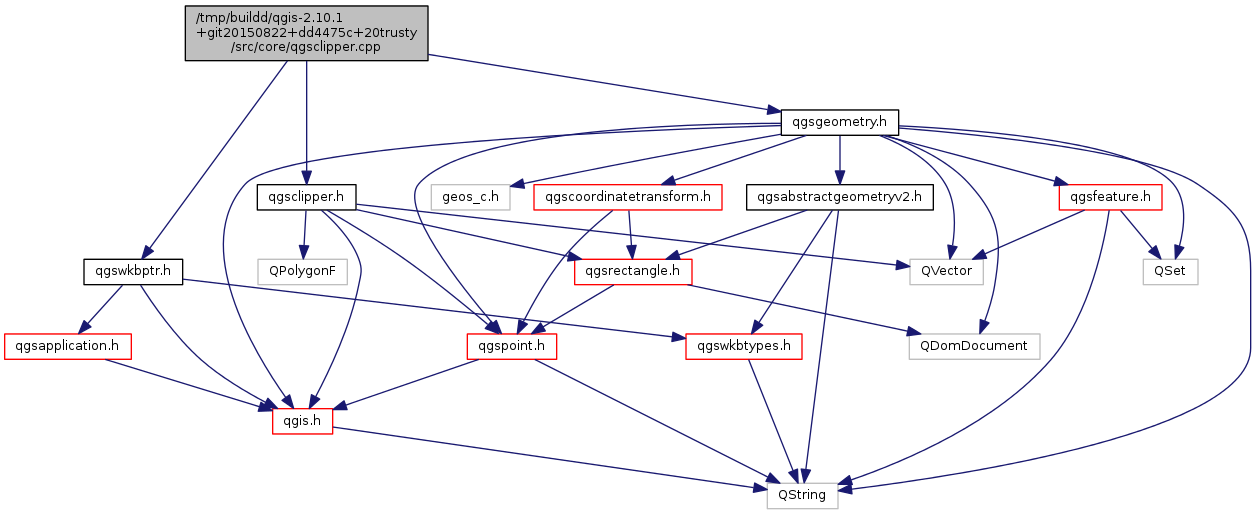 /tmp/buildd/qgis-2.10.1
+git20150822+dd4475c+20trusty
/src/core/qgsclipper.cpp
qgsgeometry.h
qgsclipper.h
geos_c.h
qgscoordinatetransform.h
qgsabstractgeometryv2.h
qgsfeature.h
qgswkbptr.h
QPolygonF
qgsrectangle.h
QVector
QSet
qgsapplication.h
qgspoint.h
qgswkbtypes.h
QDomDocument
qgis.h
QString